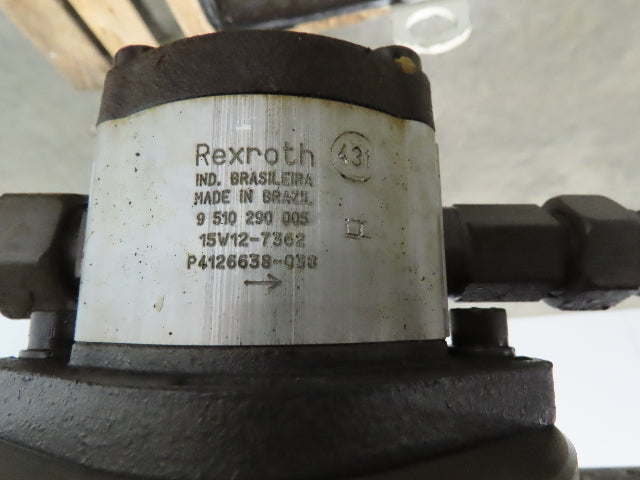 Rexroth 431
IND. BRASILEIRA
MADE IN BRAZIL
9 510 290 005
15W12-7362
P4126638-038